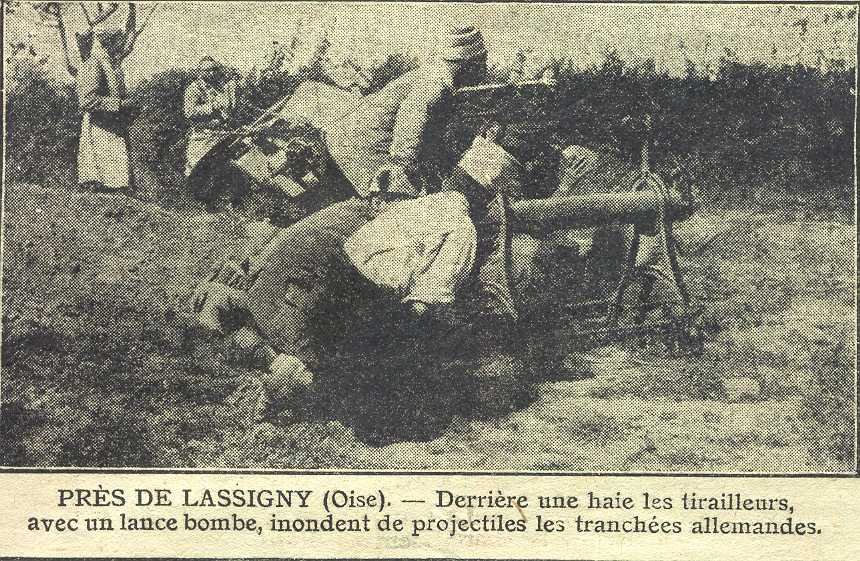 PRÈS DE LASSIGNY (Oise). — Derrière une haie les tirailleurs,
avec un lance bombe, inondent de projectiles les tranchées allemandes.